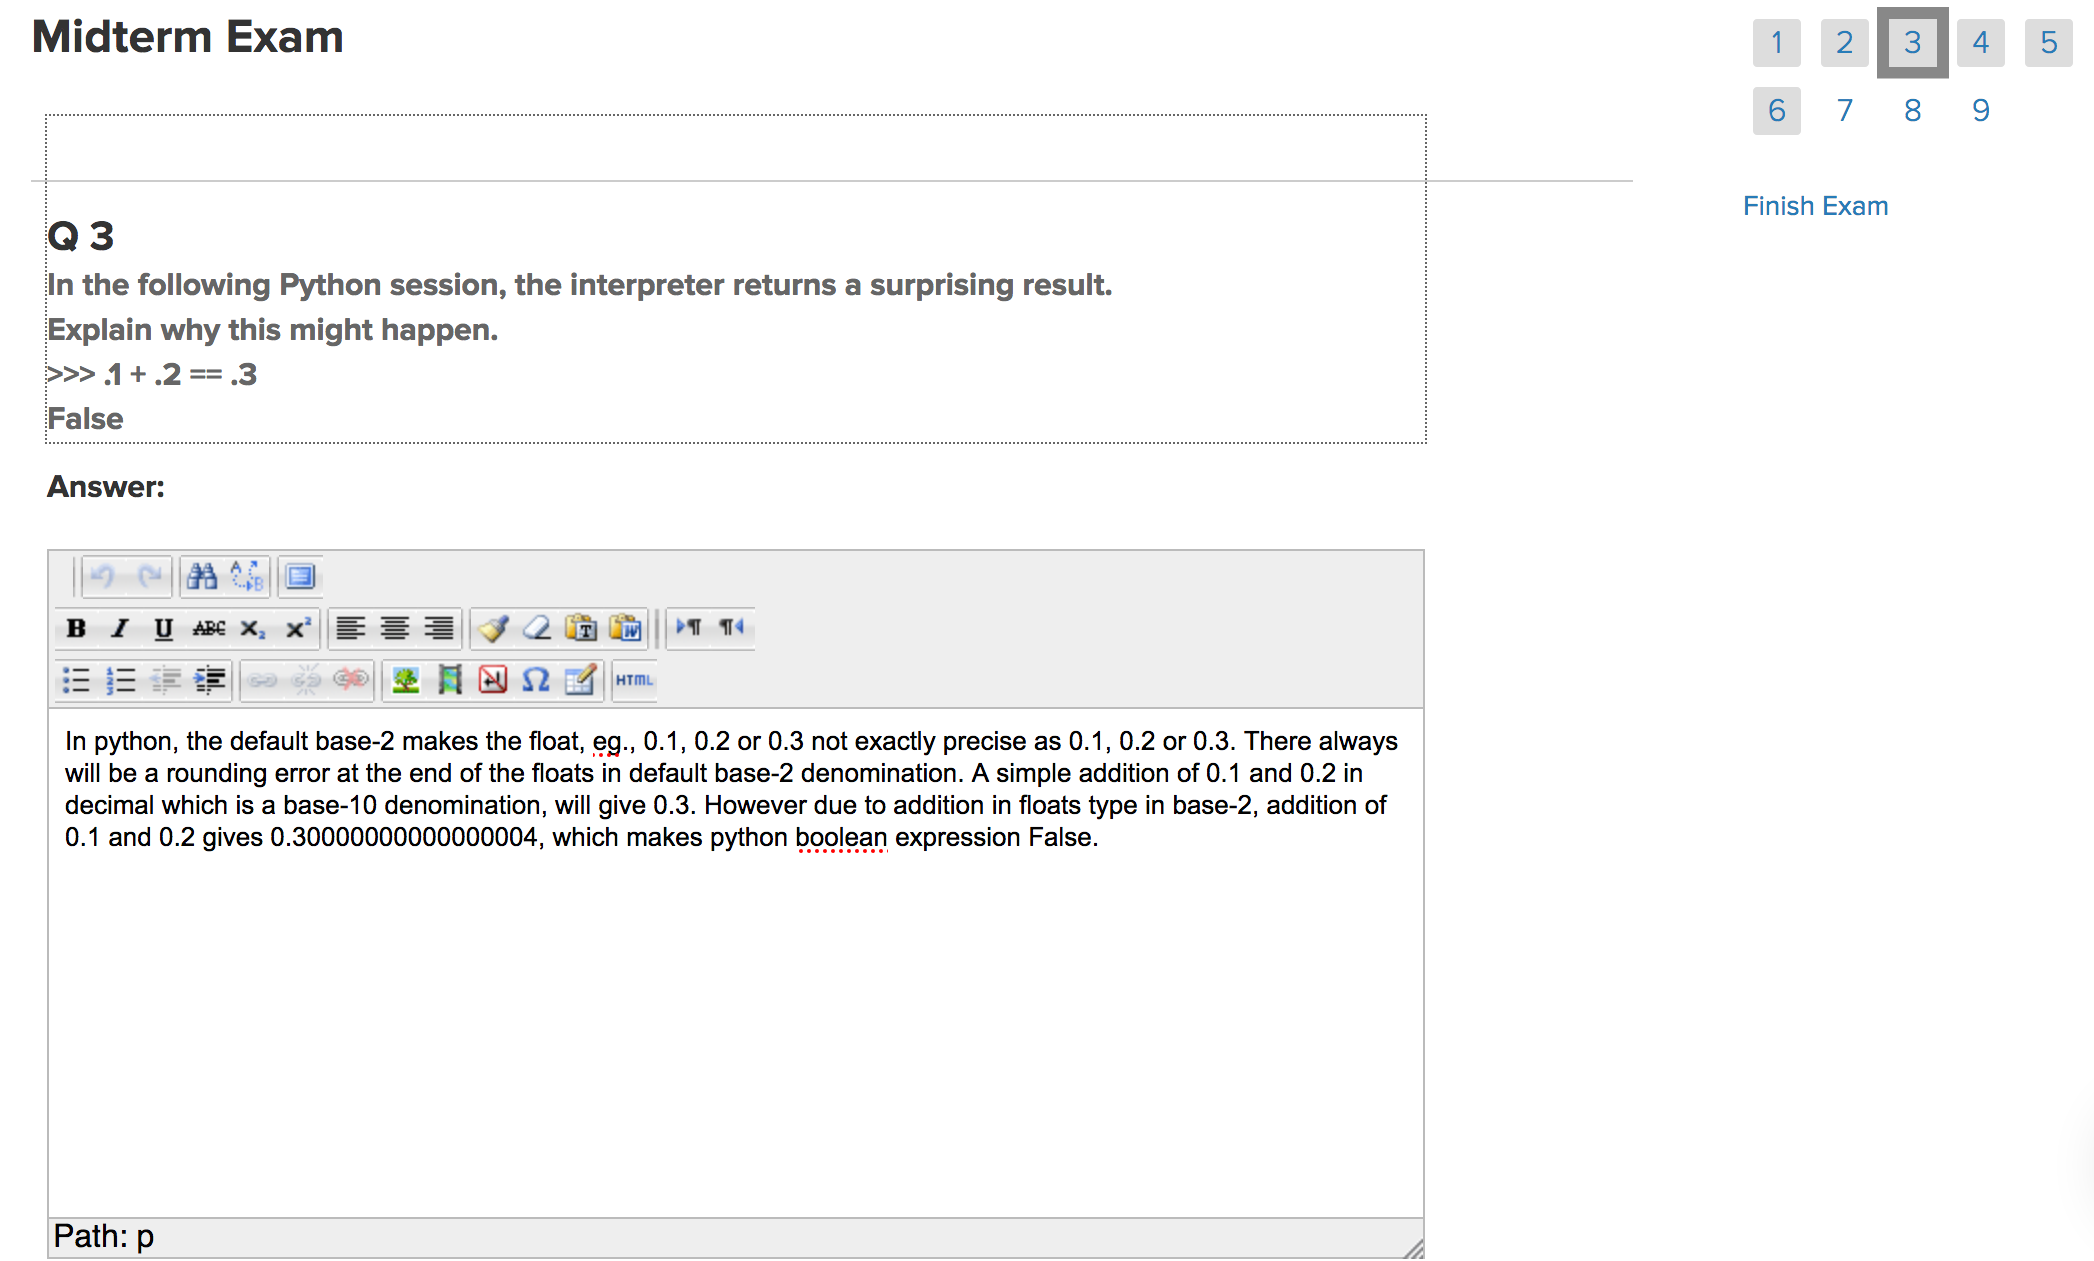 Midterm Exam
1 2 3 4 5
6 7 8 9
Finish Exam
Q 3
In the following Python session, the interpreter returns a surprising result.
Explain why this might happen.
>>> .1 + .2 == .3
False
Answer:
A B
B I U ABC X₂ X² T W ¶ ¶
1 2 3 Ω HTML
In python, the default base-2 makes the float, eg., 0.1, 0.2 or 0.3 not exactly precise as 0.1, 0.2 or 0.3. There always
will be a rounding error at the end of the floats in default base-2 denomination. A simple addition of 0.1 and 0.2 in
decimal which is a base-10 denomination, will give 0.3. However due to addition in floats type in base-2, addition of
0.1 and 0.2 gives 0.30000000000000004, which makes python boolean expression False.
Path: p